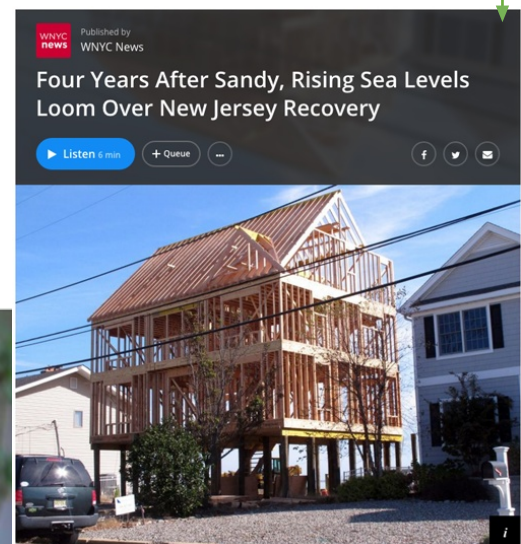 WNYC
news
Published by
WNYC News
Four Years After Sandy, Rising Sea Levels
Loom Over New Jersey Recovery
Listen 6 min
+ Queue
...
f
i